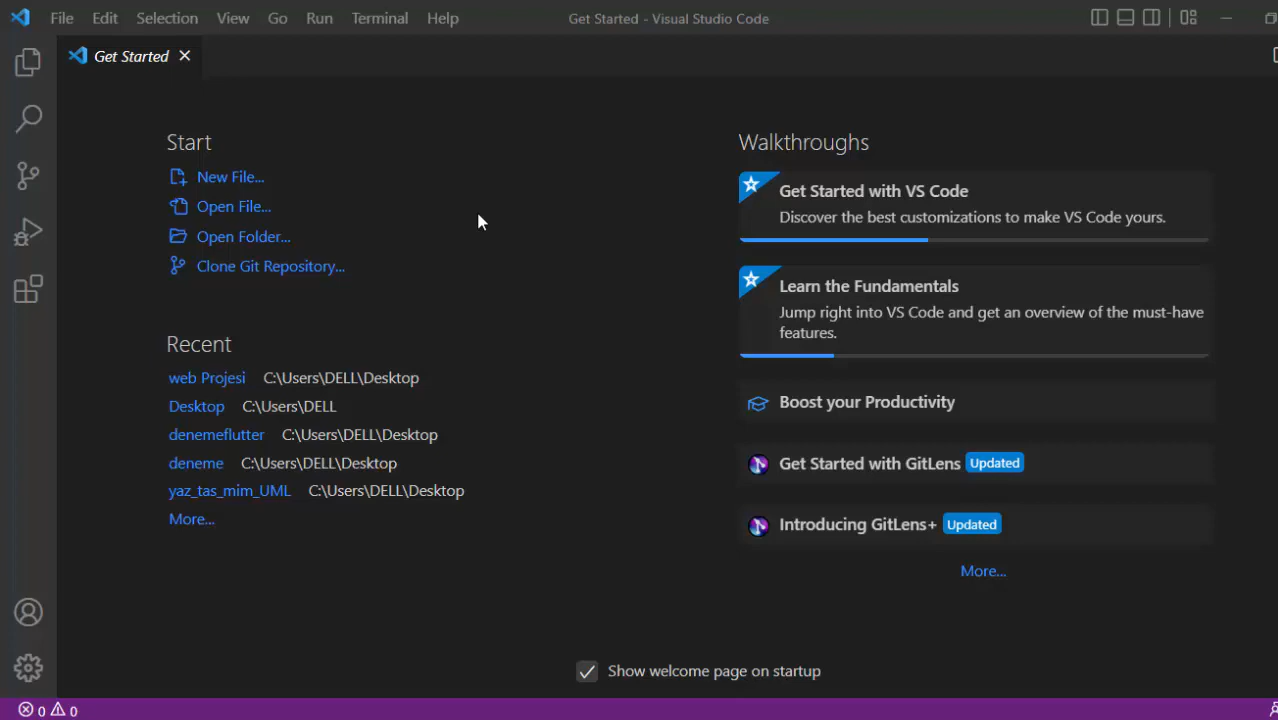 File Edit Selection View Go Run Terminal Help Get Started - Visual Studio Code
Get Started
Start
New File...
Open File...
Open Folder...
Clone Git Repository...
Recent
web Projesi C:\Users\DELL\Desktop
Desktop C:\Users\DELL
denemeflutter C:\Users\DELL\Desktop
deneme C:\Users\DELL\Desktop
yaz_tas_mim_UML C:\Users\DELL\Desktop
More...
Walkthroughs
Get Started with VS Code
Discover the best customizations to make VS Code yours.
Learn the Fundamentals
Jump right into VS Code and get an overview of the must-have
features.
Boost your Productivity
Get Started with GitLens Updated
Introducing GitLens+ Updated
More...
Show welcome page on startup
0 0